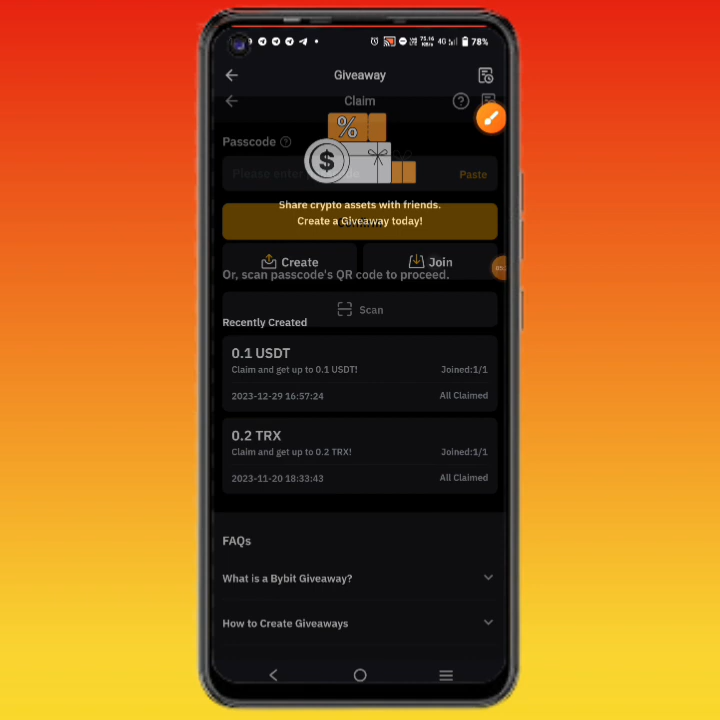 78%
Giveaway
Claim
Passcode
Paste
Share crypto assets with friends.
Create a Giveaway today!
Create
Join
Or, scan passcode's QR code to proceed.
Scan
Recently Created
0.1 USDT
Claim and get up to 0.1 USDT!
Joined:1/1
2023-12-29 16:57:24
All Claimed
0.2 TRX
Claim and get up to 0.2 TRX!
Joined:1/1
2023-11-20 18:33:43
All Claimed
FAQs
What is a Bybit Giveaway?
How to Create Giveaways